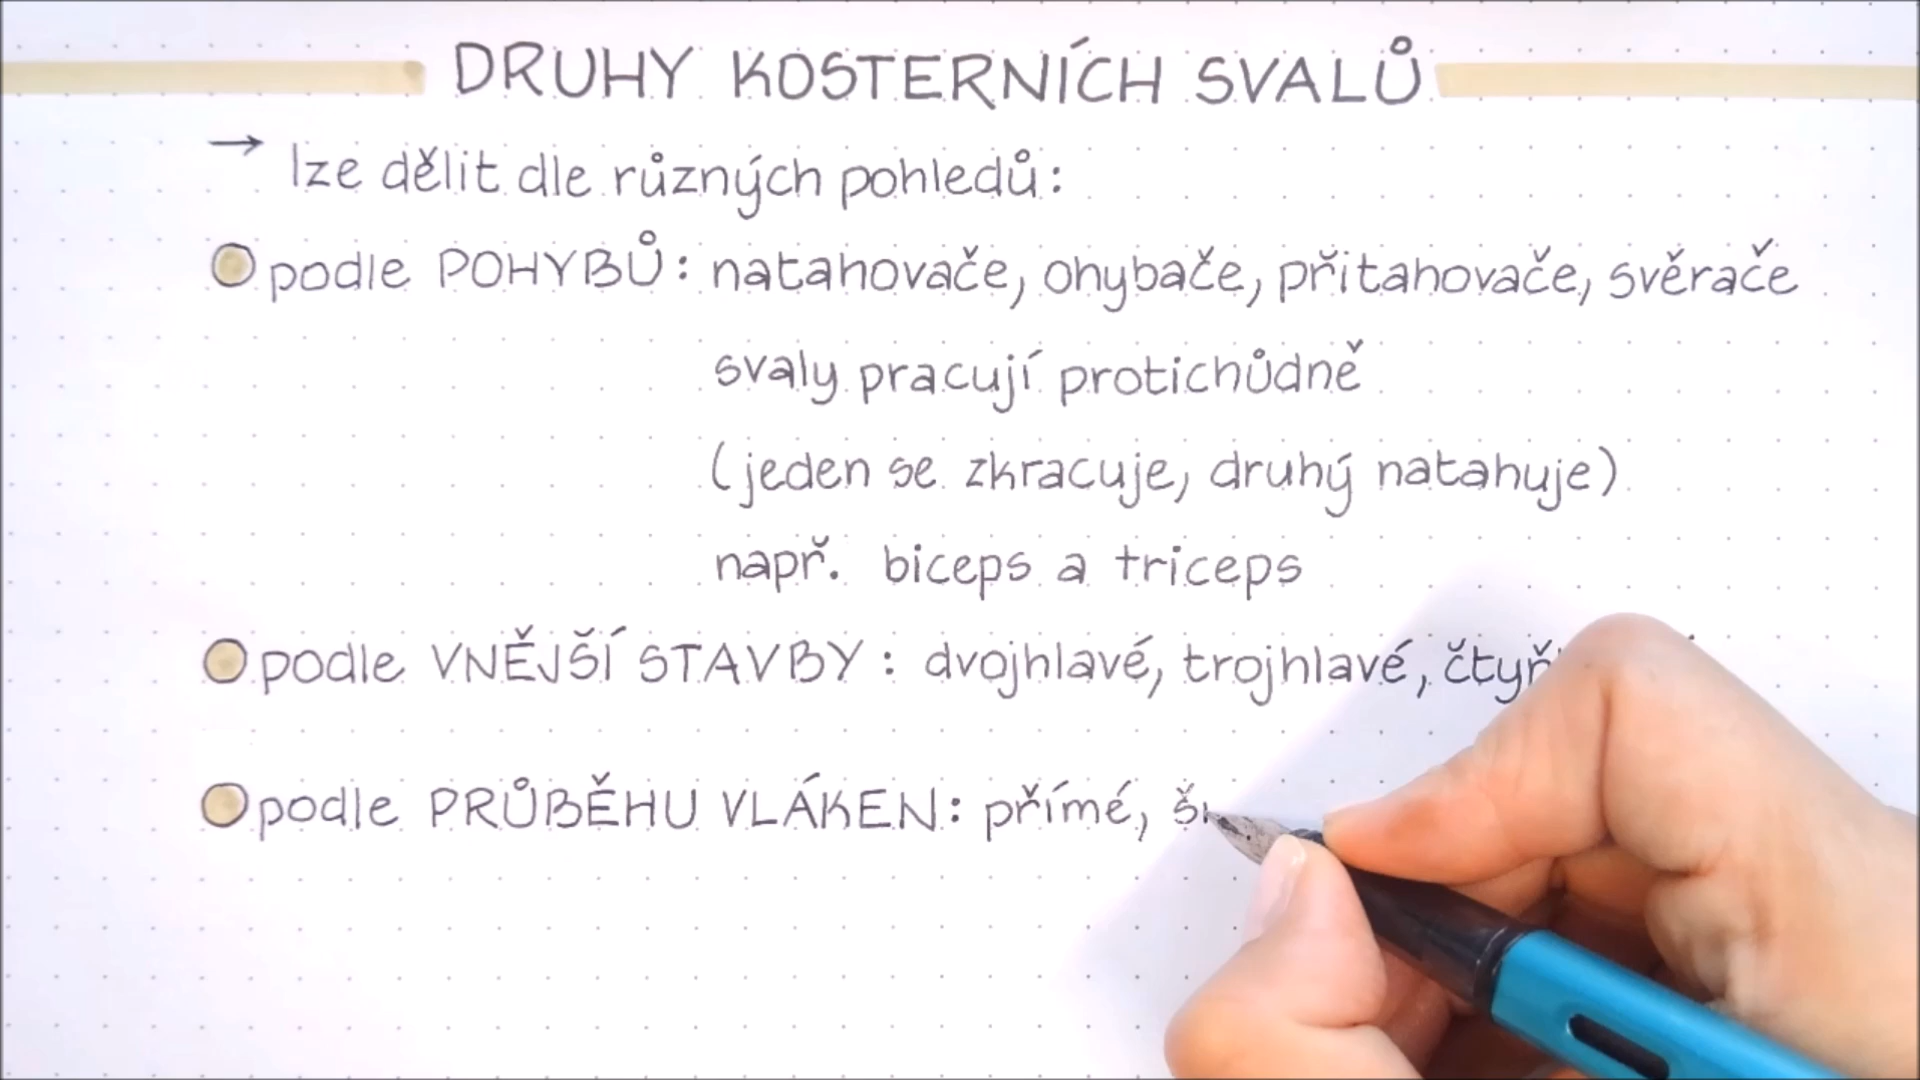 DRUHY KOSTERNÍCH SVALŮ
→ lze dělit dle různých pohledů:
podle POHYBŮ: natahovače, ohybače, přitahovače, svěrače
svaly pracují protichůdně
(jeden se zkracuje, druhý natahuje)
např. biceps a triceps
podle VNĚJŠÍ STAVBY: dvojhlavé, trojhlavé,
podle PRŮBĚHU VLÁKEN: přímé,